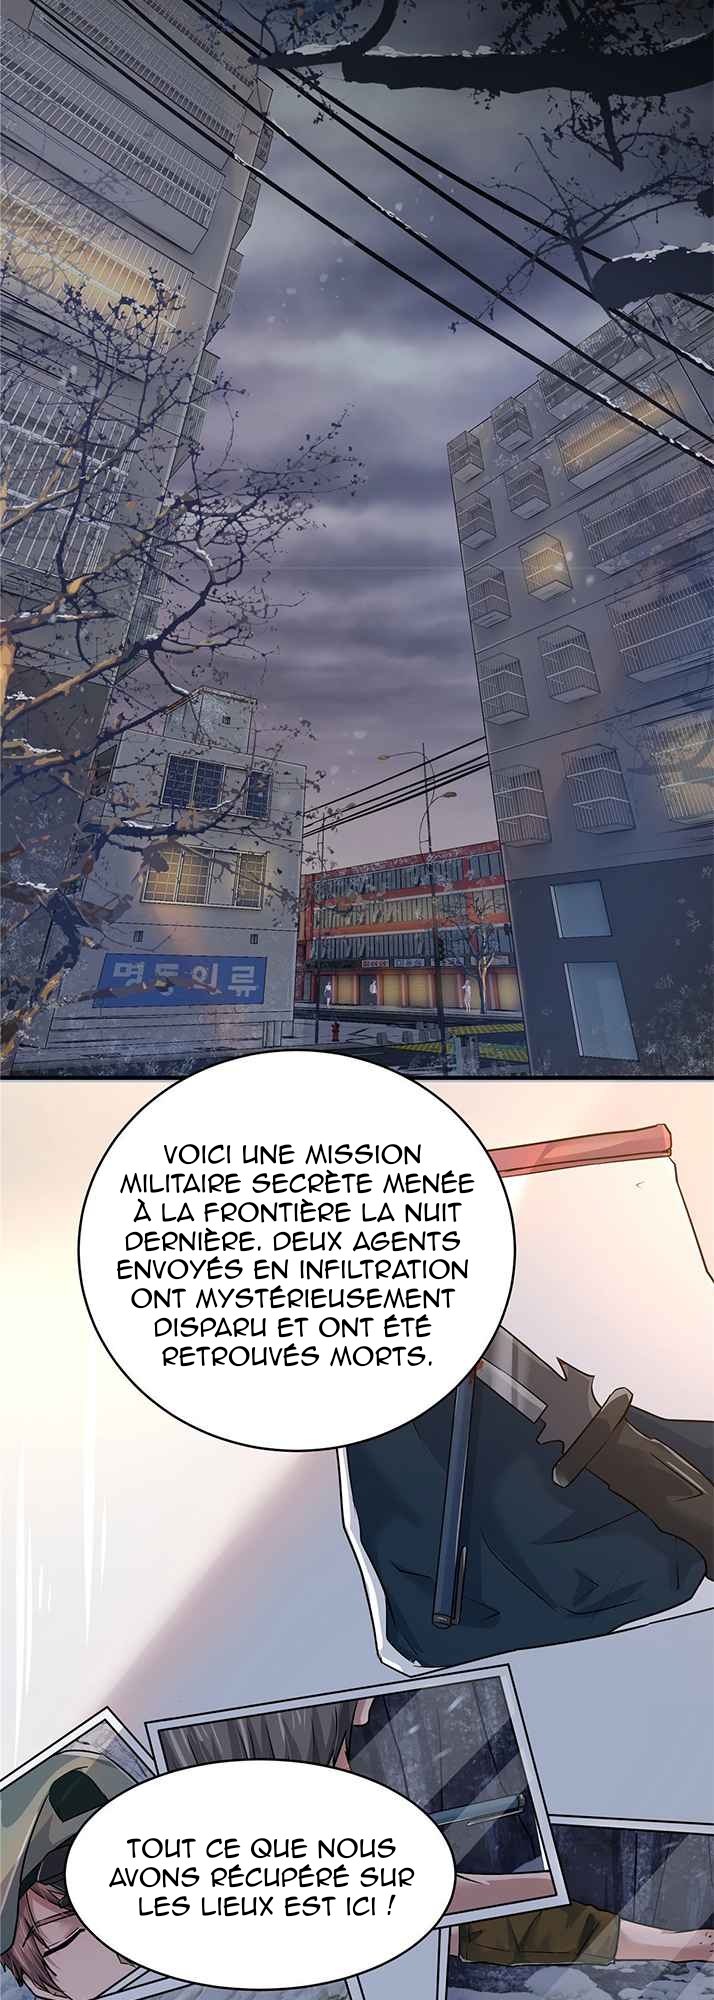 명동의류
VOICI UNE MISSION
MILITAIRE SECRÈTE MENÉE
À LA FRONTIÈRE LA NUIT
DERNIÈRE. DEUX AGENTS
ENVOYÉS EN INFILTRATION
ONT MYSTÉRIEUSEMENT
DISPARU ET ONT ÉTÉ
RETROUVÉS MORTS.
TOUT CE QUE NOUS
AVONS RÉCUPÉRÉ SUR
LES LIEUX EST ICI !